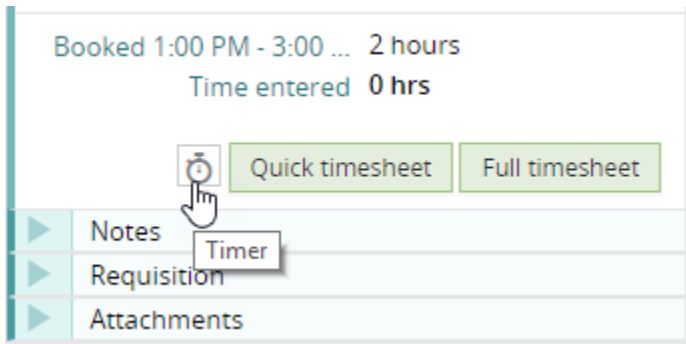 Booked 1:00 PM - 3:00 ... 2 hours
Time entered 0 hrs
Quick timesheet Full timesheet
Notes
Timer
Requisition
Attachments